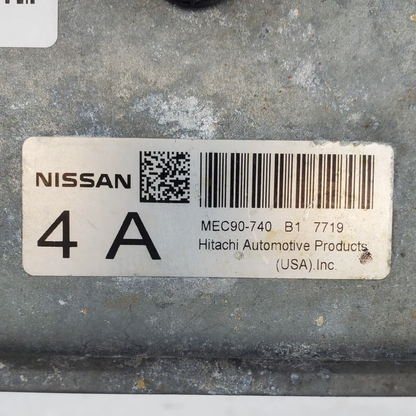 NISSAN
4 A
MEC90-740 B1 7719
Hitachi Automotive Products
(USA).Inc.